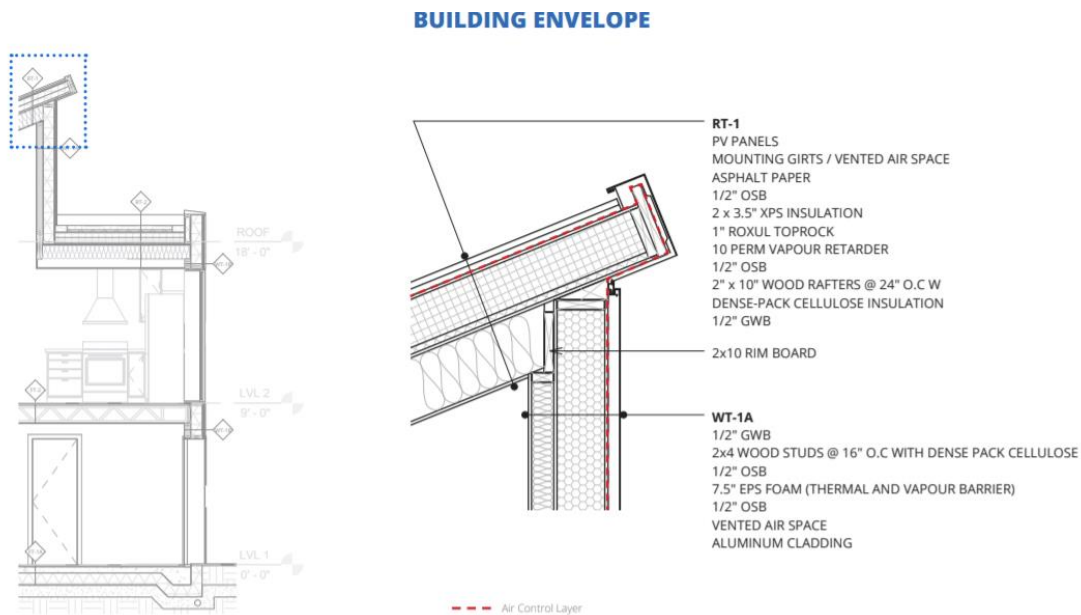 BUILDING ENVELOPE
RT-1
RT-2
ROOF
18' - 0"
LVL 2
9' - 0"
LVL 1
0' - 0"
RT-1
PV PANELS
MOUNTING GIRTS / VENTED AIR SPACE
ASPHALT PAPER
1/2" OSB
2 x 3.5" XPS INSULATION
1" ROXUL TOPROCK
10 PERM VAPOUR RETARDER
1/2" OSB
2" x 10" WOOD RAFTERS @ 24" O.C W
DENSE-PACK CELLULOSE INSULATION
1/2" GWB
2x10 RIM BOARD
WT-1A
1/2" GWB
2x4 WOOD STUDS @ 16" O.C WITH DENSE PACK CELLULOSE
1/2" OSB
7.5" EPS FOAM (THERMAL AND VAPOUR BARRIER)
1/2" OSB
VENTED AIR SPACE
ALUMINUM CLADDING
Air Control Layer